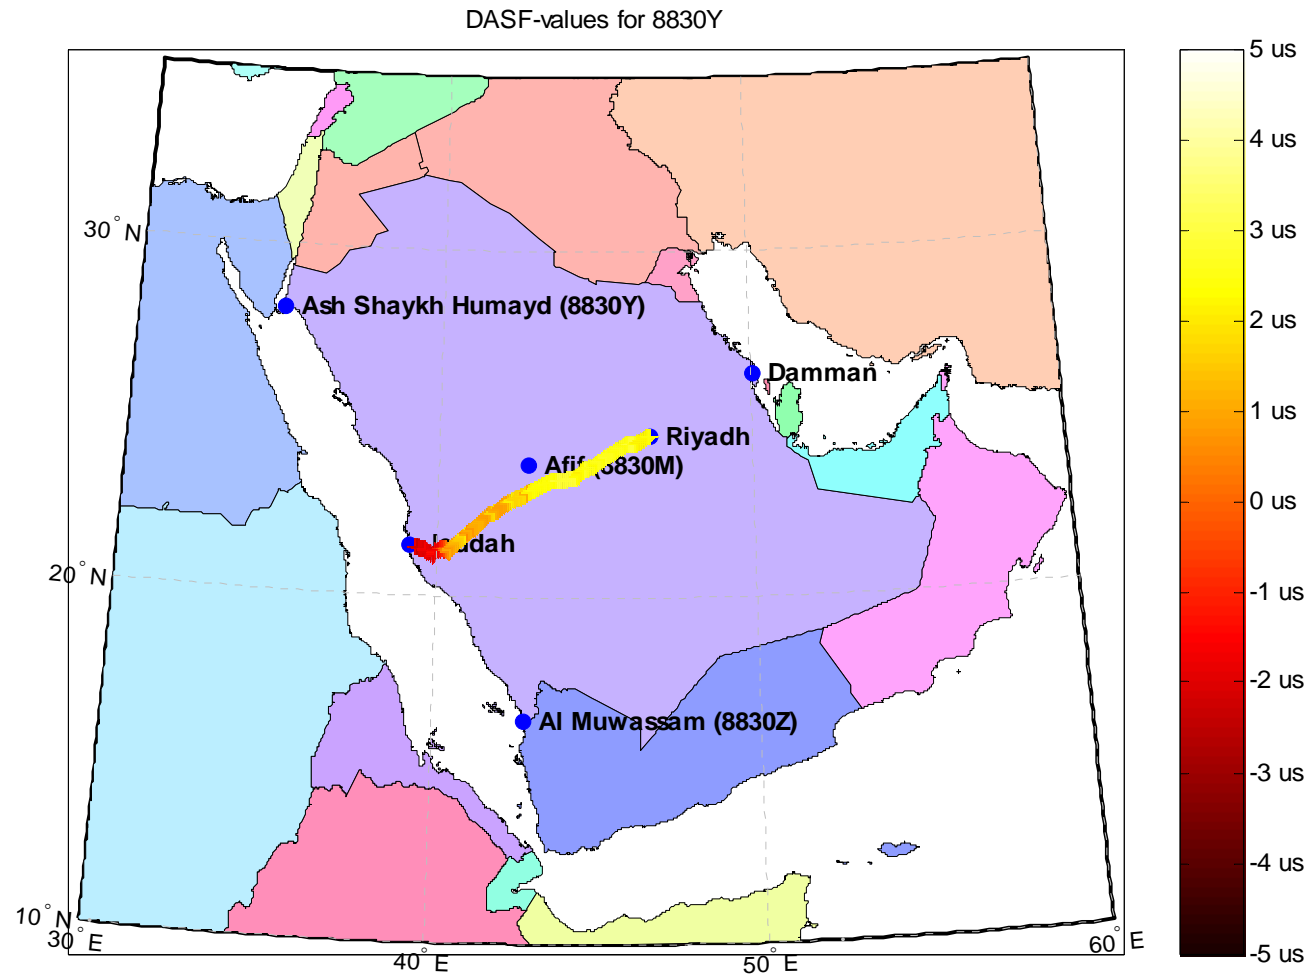 DASF-values for 8830Y
5 us
4 us
3 us
2 us
1 us
0 us
-1 us
-2 us
-3 us
-4 us
-5 us
30° N
20° N
10° N
30° E
40° E
50° E
60° E
Ash Shaykh Humayd (8830Y)
Damman
Riyadh
Afif (8830M)
Jeddah
Al Muwassam (8830Z)